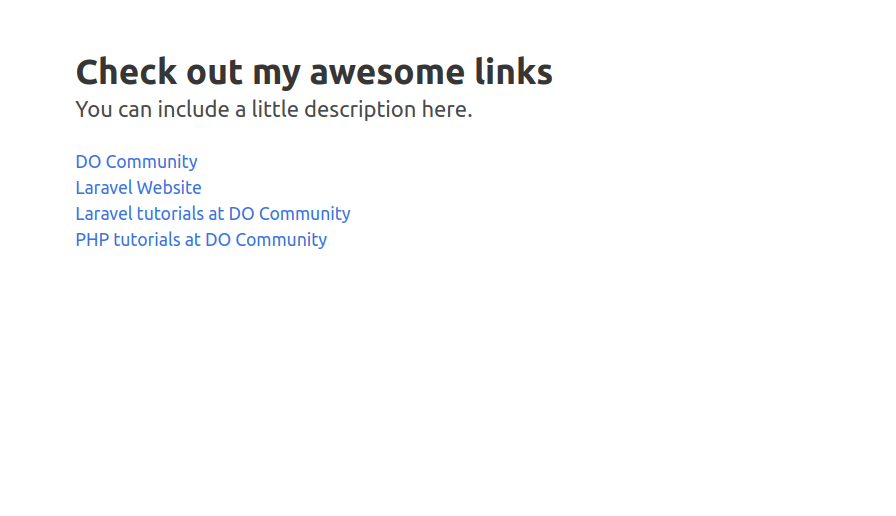 Check out my awesome links
You can include a little description here.
DO Community
Laravel Website
Laravel tutorials at DO Community
PHP tutorials at DO Community